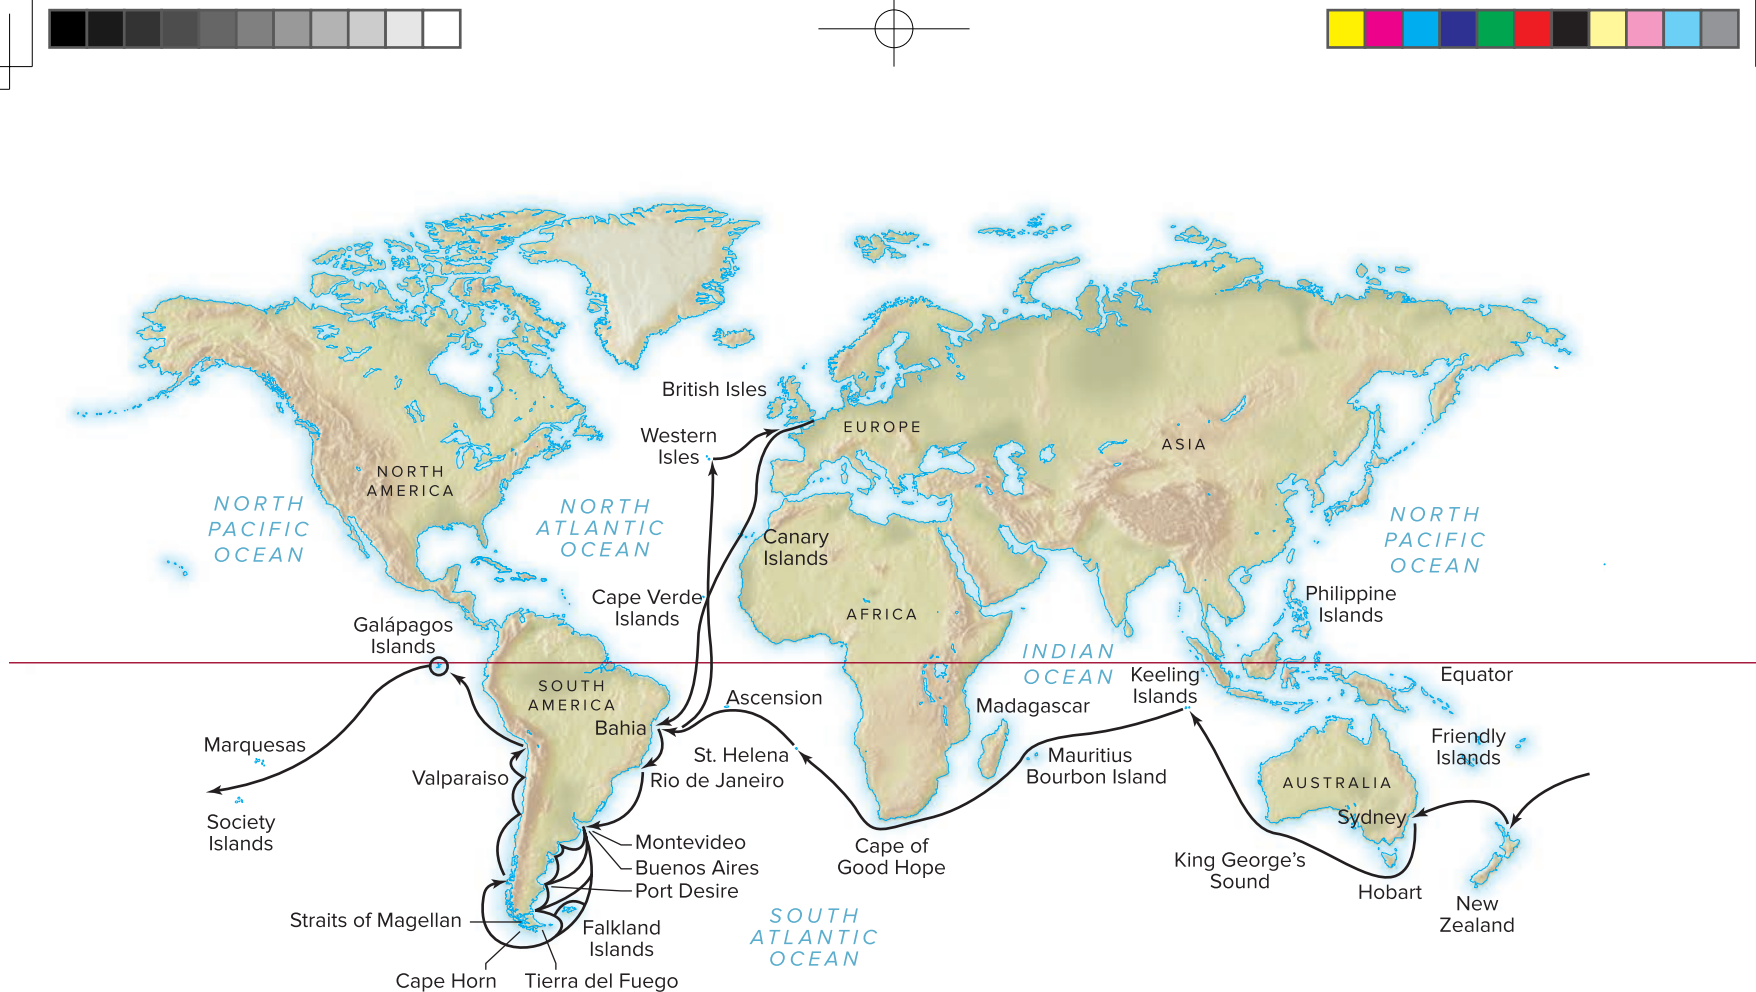 British Isles
Western
Isles
EUROPE
ASIA
NORTH
AMERICA
NORTH
PACIFIC
OCEAN
NORTH
ATLANTIC
OCEAN
NORTH
PACIFIC
OCEAN
Canary
Islands
Cape Verde
Islands
Philippine
Islands
AFRICA
Galápagos
Islands
INDIAN
OCEAN
Keeling
Islands
Equator
SOUTH
AMERICA
Ascension
Madagascar
Bahia
Marquesas
St. Helena
Mauritius
Bourbon Island
Friendly
Islands
Valparaiso
Rio de Janeiro
AUSTRALIA
Sydney
Society
Islands
Montevideo
Buenos Aires
Port Desire
Cape of
Good Hope
King George’s
Sound
Hobart
New
Zealand
Straits of Magellan
Falkland
Islands
SOUTH
ATLANTIC
OCEAN
Cape Horn
Tierra del Fuego